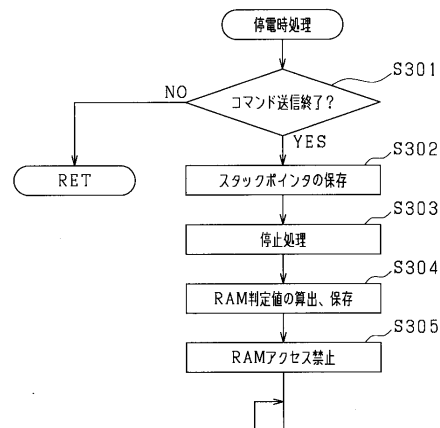 停電時処理
S301
コマンド送信終了?
NO
YES
RET
S302
スタックポインタの保存
S303
停止処理
S304
RAM判定値の算出、保存
S305
RAMアクセス禁止